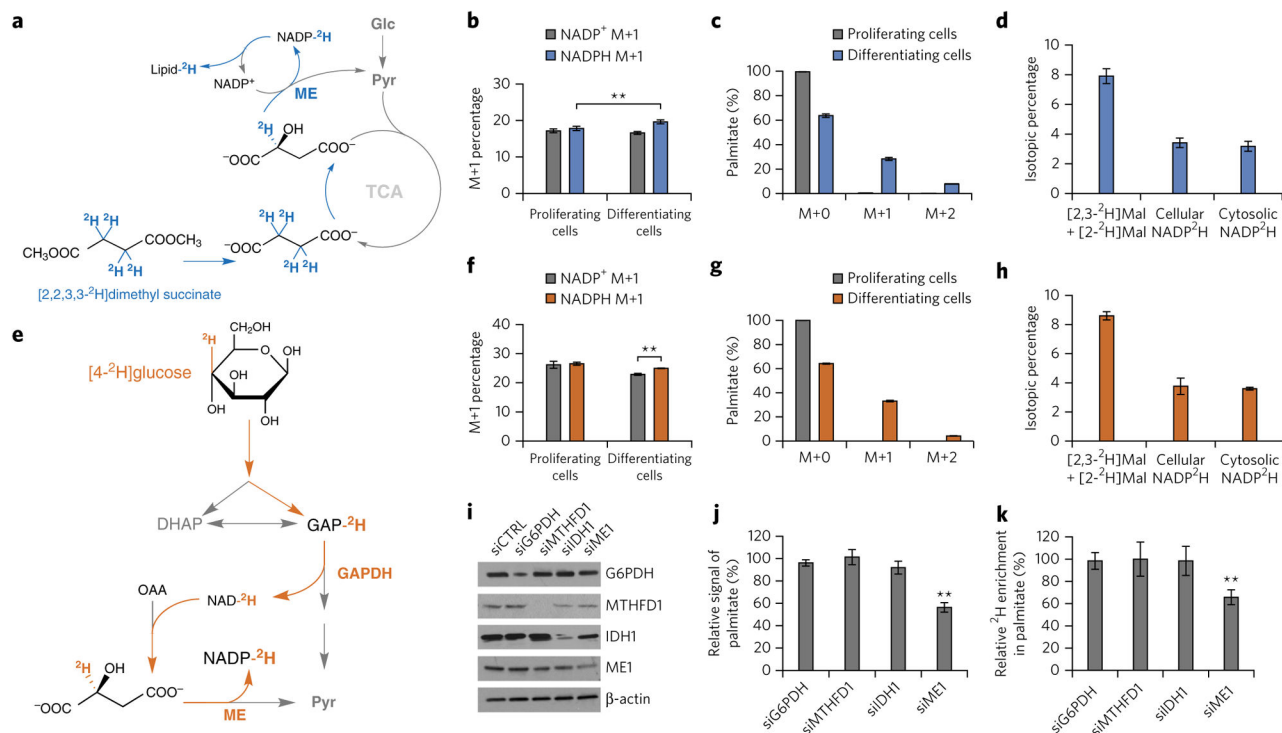 a
Glc
NADP-²H
Lipid-²H
NADP⁺
Pyr
ME
²H
OH
⁻OOC
COO⁻
TCA
²H ²H
COOCH₃
CH₃OOC
²H ²H
²H ²H
COO⁻
⁻OOC
²H ²H
[2,2,3,3-²H]dimethyl succinate
b
NADP⁺ M+1
NADPH M+1
M+1 percentage
30
20
10
0
**
Proliferating cells
Differentiating cells
c
Proliferating cells
Differentiating cells
Palmitate (%)
100
80
60
40
20
0
M+0
M+1
M+2
d
Isotopic percentage
10
8
6
4
2
0
[2,3-²H]Mal + [2-²H]Mal
Cellular NADP²H
Cytosolic NADP²H
e
[4-²H]glucose
²H
CH₂OH
O
OH
OH
OH
OH
DHAP
GAP-²H
GAPDH
OAA
NAD-²H
NADP-²H
²H
OH
⁻OOC
COO⁻
ME
Pyr
f
NADP⁺ M+1
NADPH M+1
M+1 percentage
40
30
20
10
0
**
Proliferating cells
Differentiating cells
g
Proliferating cells
Differentiating cells
Palmitate (%)
100
80
60
40
20
0
M+0
M+1
M+2
h
Isotopic percentage
10
8
6
4
2
0
[2,3-²H]Mal + [2-²H]Mal
Cellular NADP²H
Cytosolic NADP²H
i
siCTRL
siG6PDH
siMTHFD1
siIDH1
siME1
G6PDH
MTHFD1
IDH1
ME1
β-actin
j
Relative signal of palmitate (%)
120
100
80
60
40
20
0
**
siG6PDH
siMTHFD1
siIDH1
siME1
k
Relative ²H enrichment in palmitate (%)
120
100
80
60
40
20
0
**
siG6PDH
siMTHFD1
siIDH1
siME1